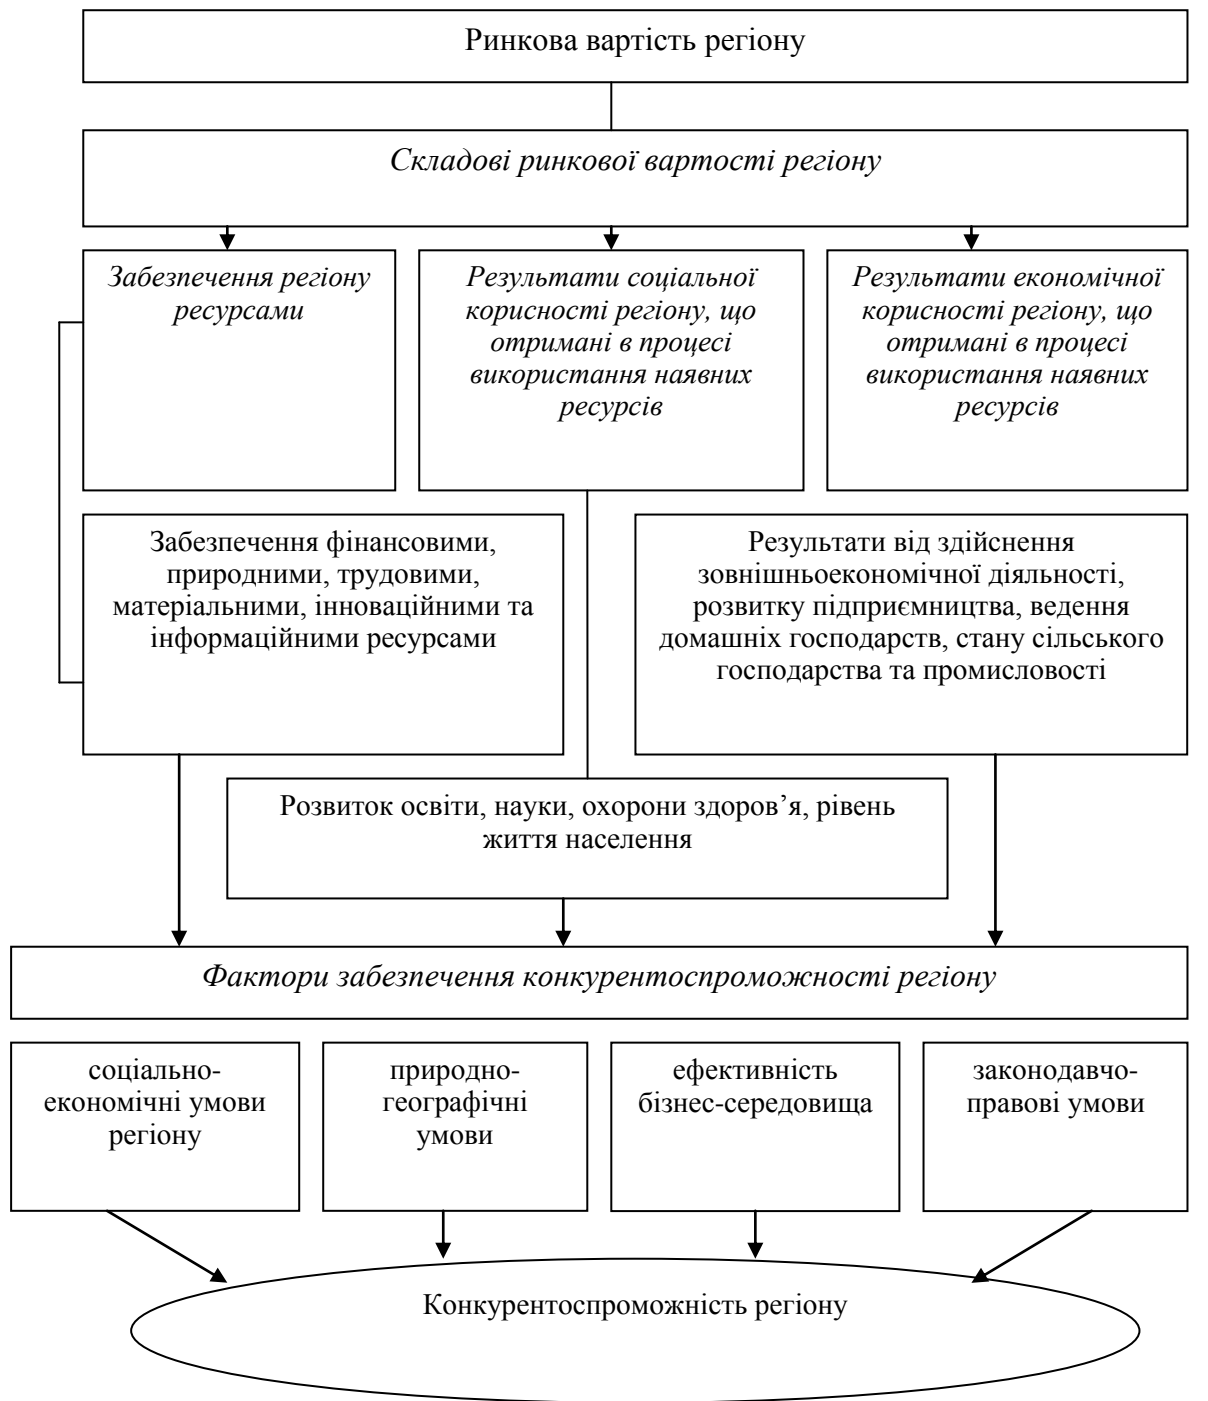 Ринкова вартість регіону
Складові ринкової вартості регіону
Забезпечення регіону
ресурсами
Результати соціальної
корисності регіону, що
отримані в процесі
використання наявних
ресурсів
Результати економічної
корисності регіону, що
отримані в процесі
використання наявних
ресурсів
Забезпечення фінансовими,
природними, трудовими,
матеріальними, інноваційними та
інформаційними ресурсами
Результати від здійснення
зовнішньоекономічної діяльності,
розвитку підприємництва, ведення
домашніх господарств, стану сільського
господарства та промисловості
Розвиток освіти, науки, охорони здоров’я, рівень
життя населення
Фактори забезпечення конкурентоспроможності регіону
соціально-
економічні умови
регіону
природно-
географічні
умови
ефективність
бізнес-середовища
законодавчо-
правові умови
Конкурентоспроможність регіону